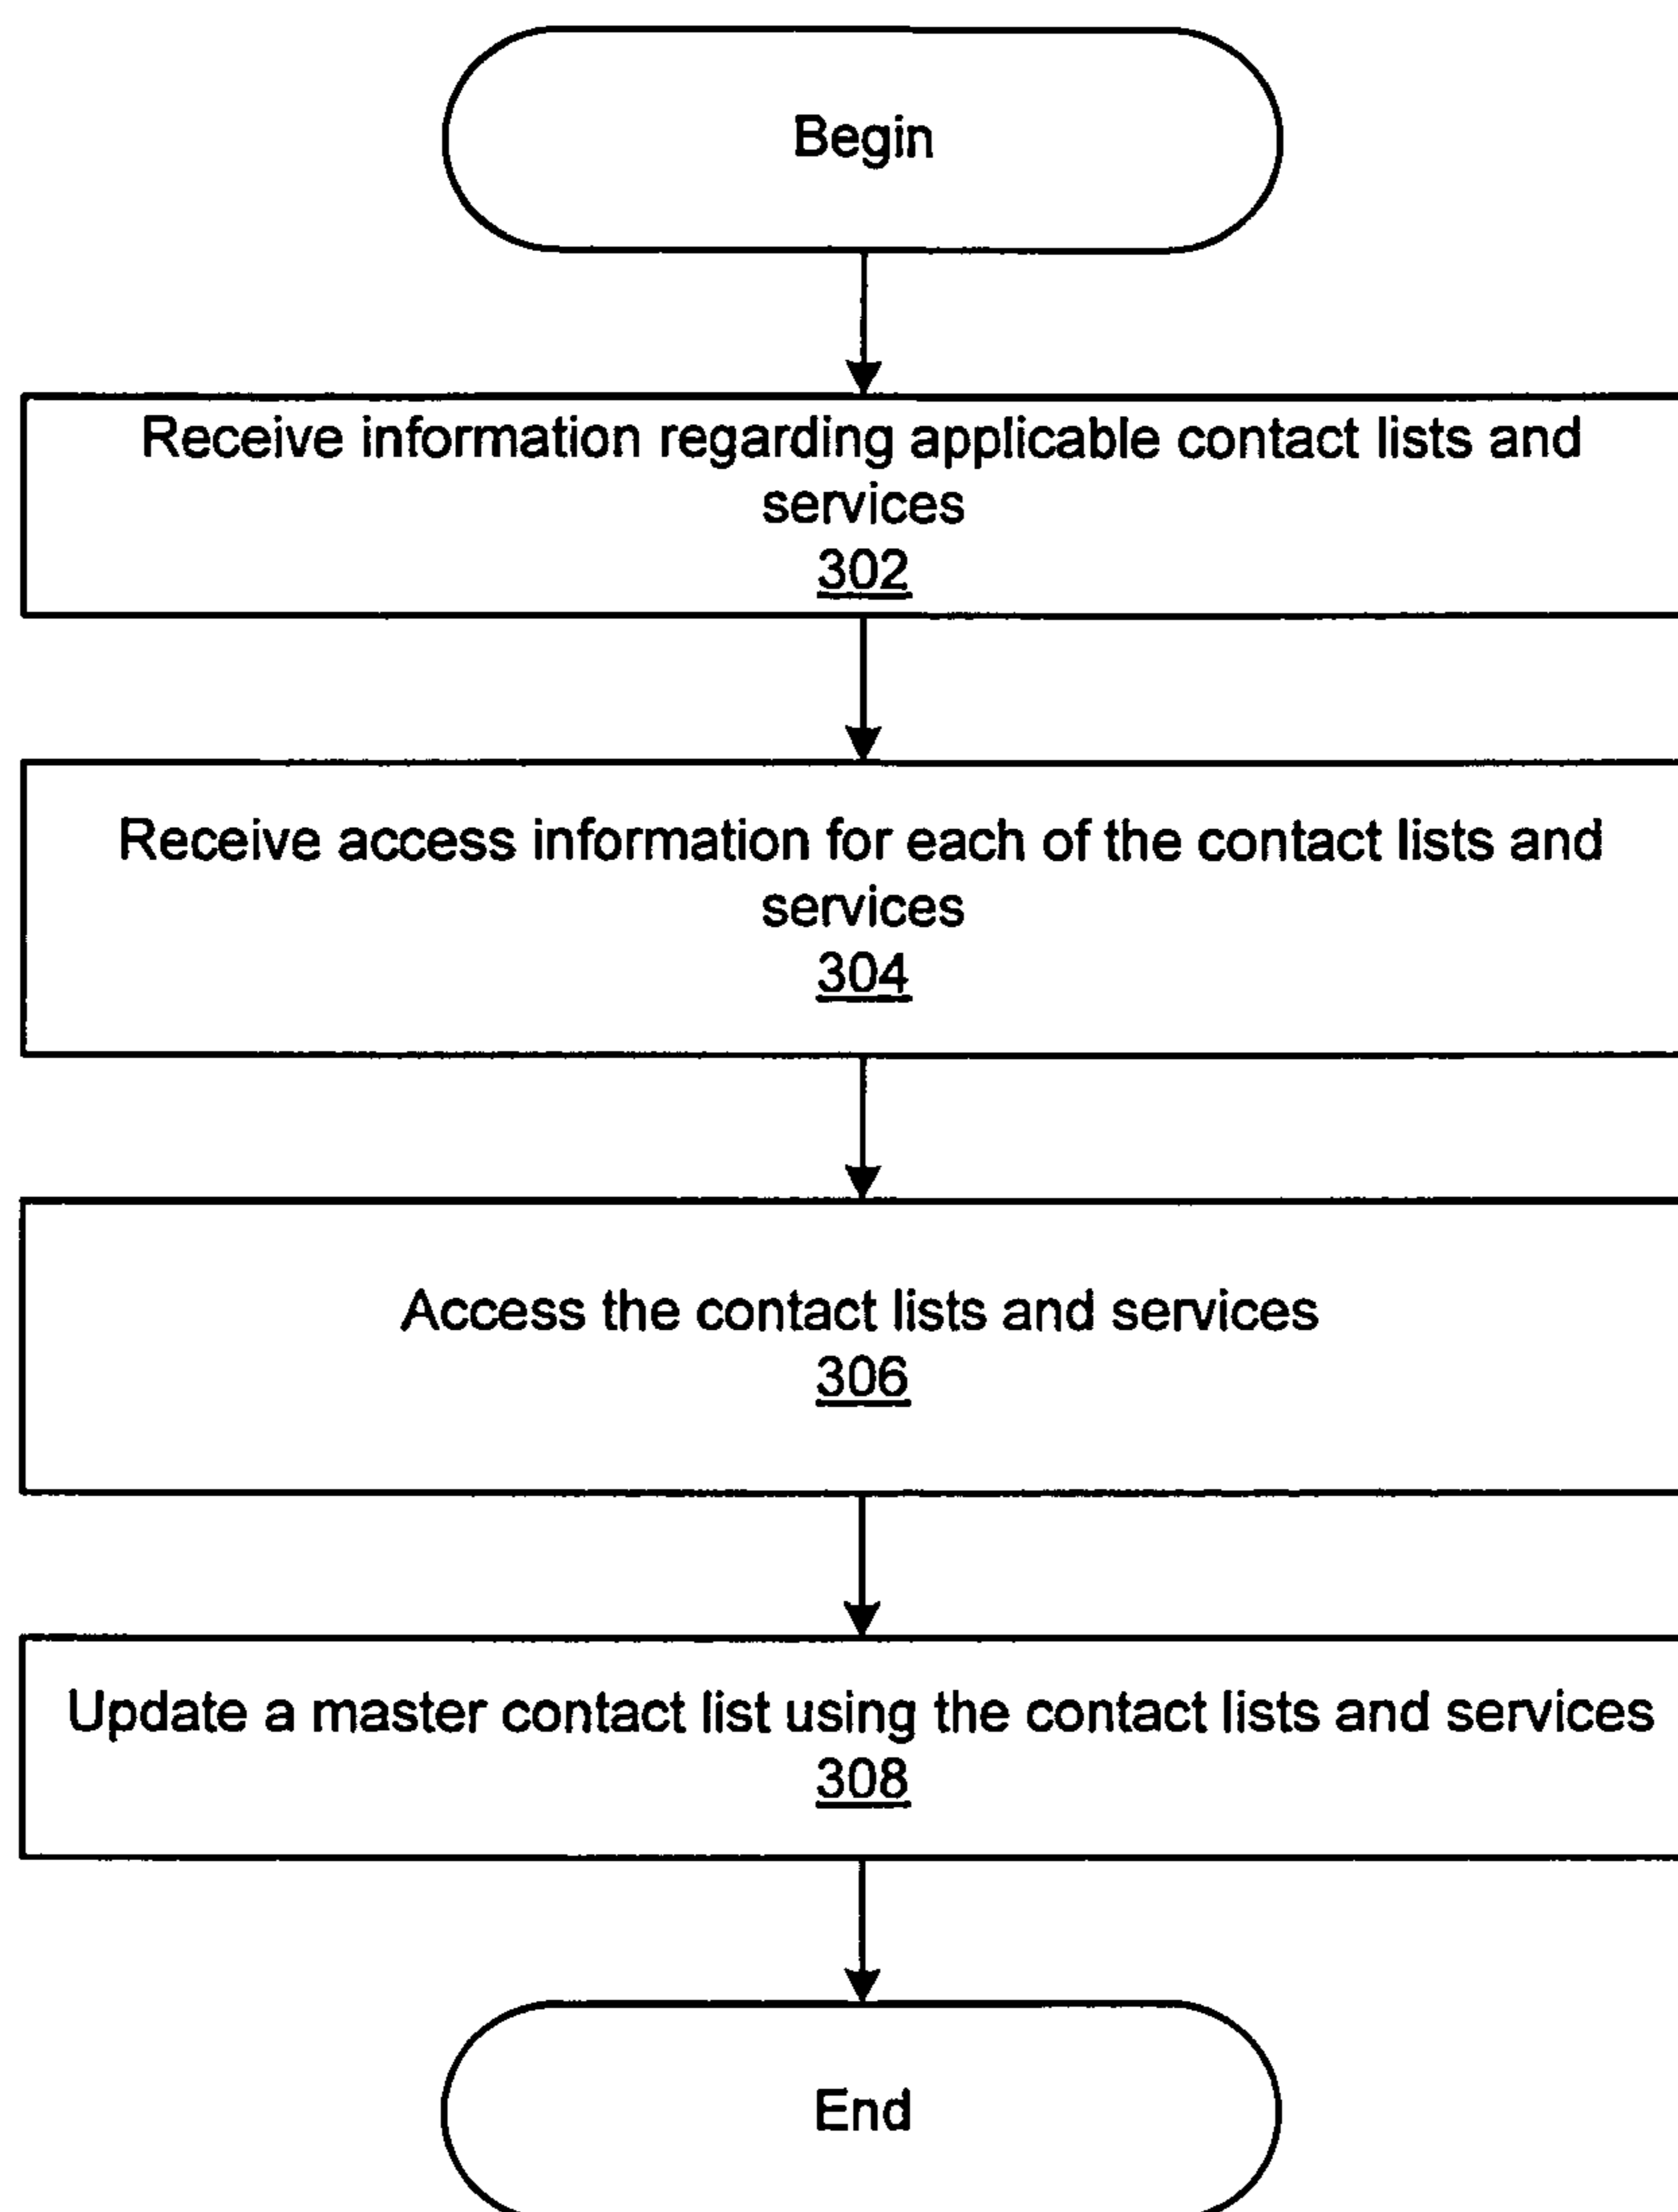 Begin
Receive information regarding applicable contact lists and
services
302
Receive access information for each of the contact lists and
services
304
Access the contact lists and services
306
Update a master contact list using the contact lists and services
308
End